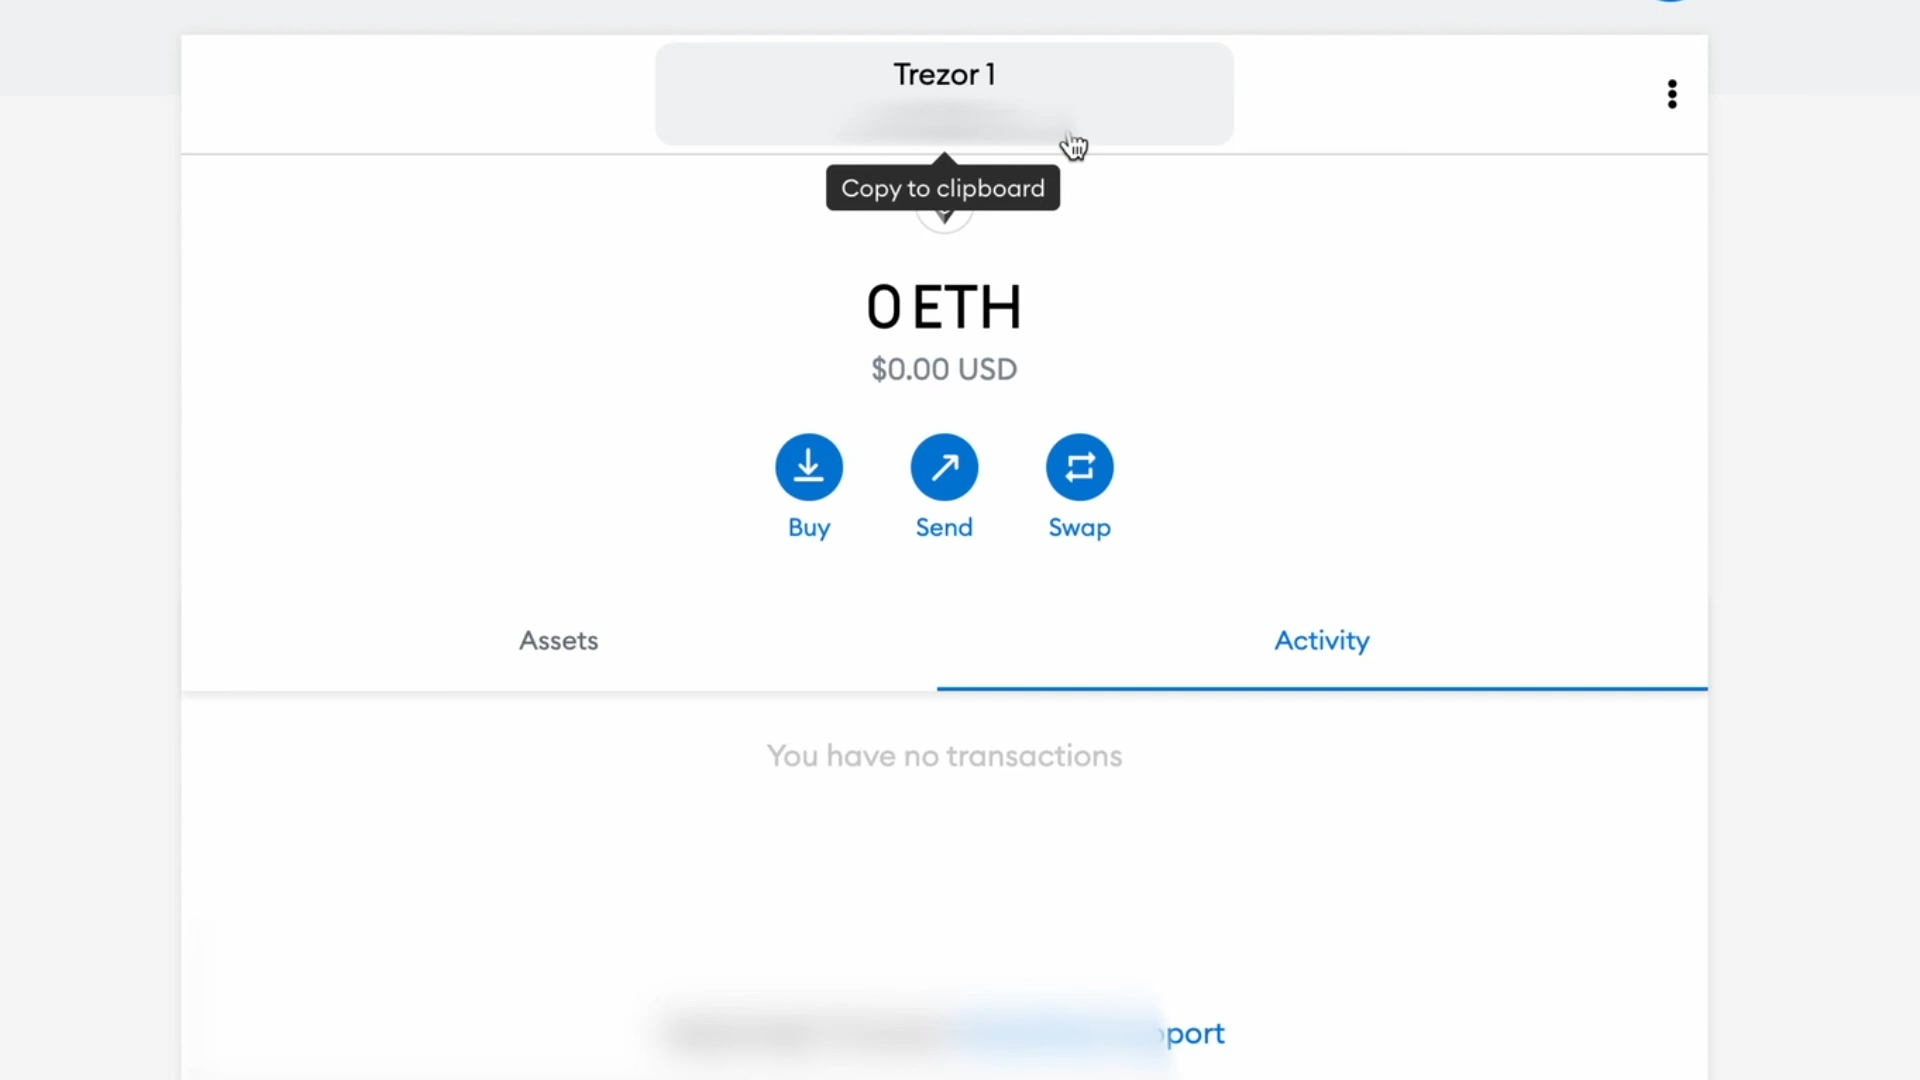 Trezor 1
Copy to clipboard
0 ETH
$0.00 USD
Buy Send Swap
Assets Activity
You have no transactions